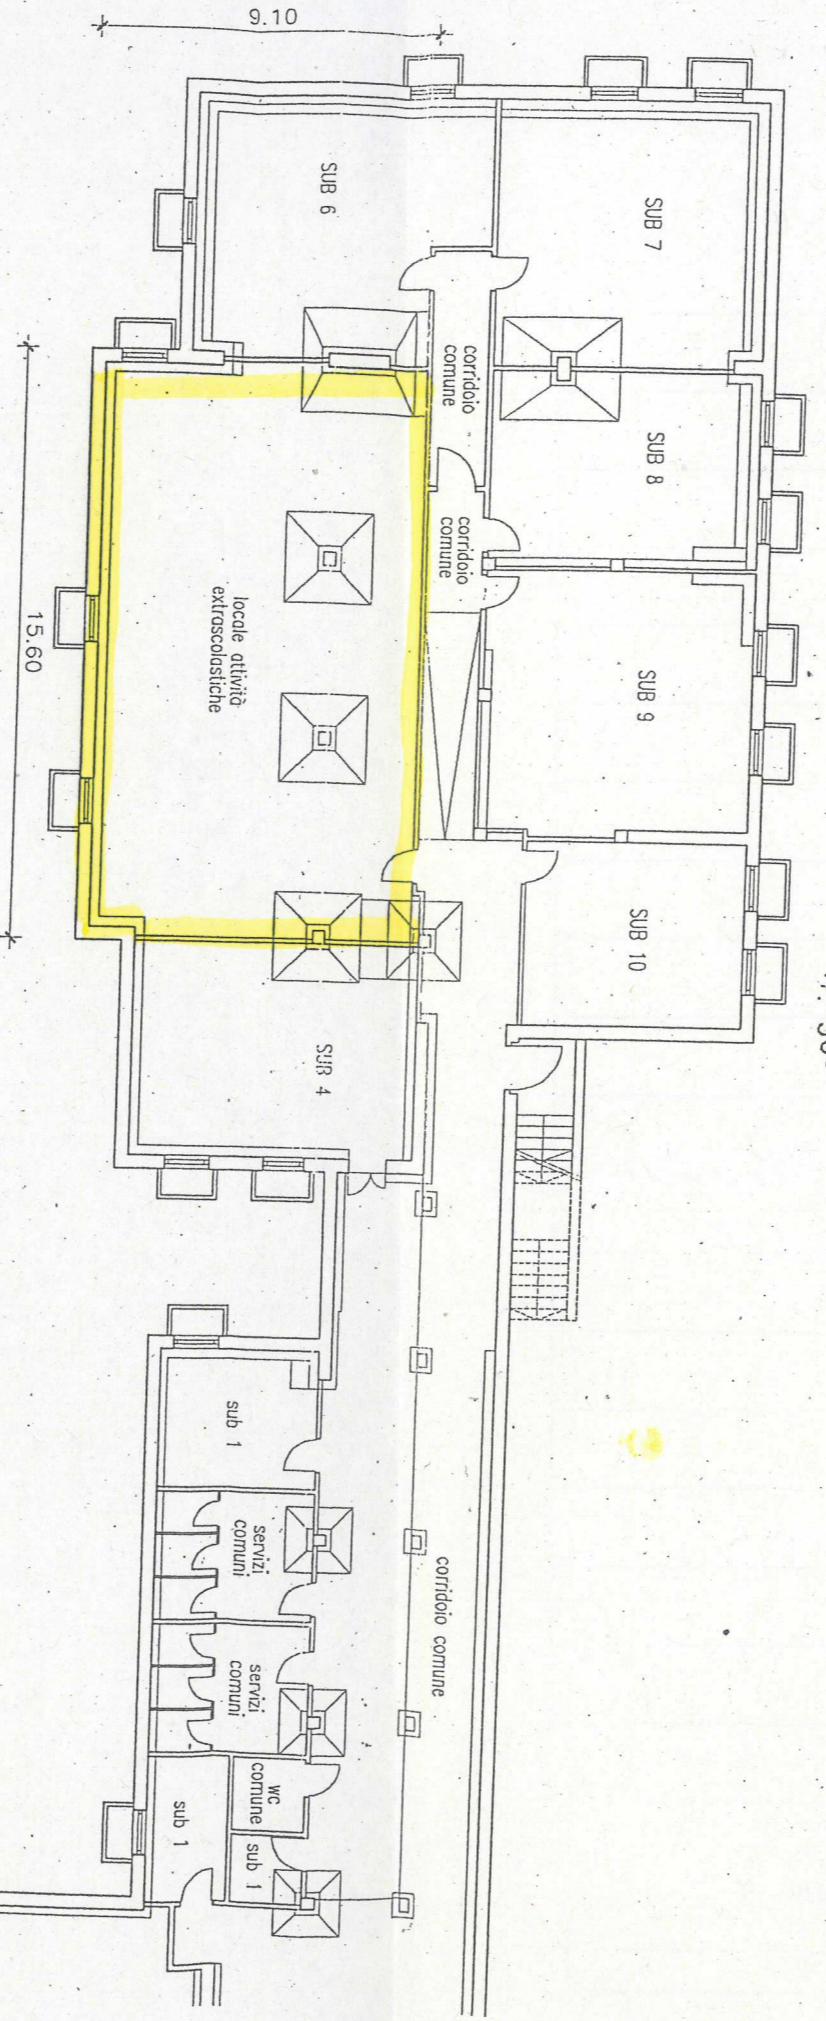 9.10
SUB 6
SUB 7
corridoio
comune
SUB 8
corridoio
comune
locale attività
extrascolastiche
15.60
SUB 9
SUB 10
SUB 4
sub 1
servizi
comuni
corridoio comune
servizi
comuni
wc
comune
sub 1
sub 1